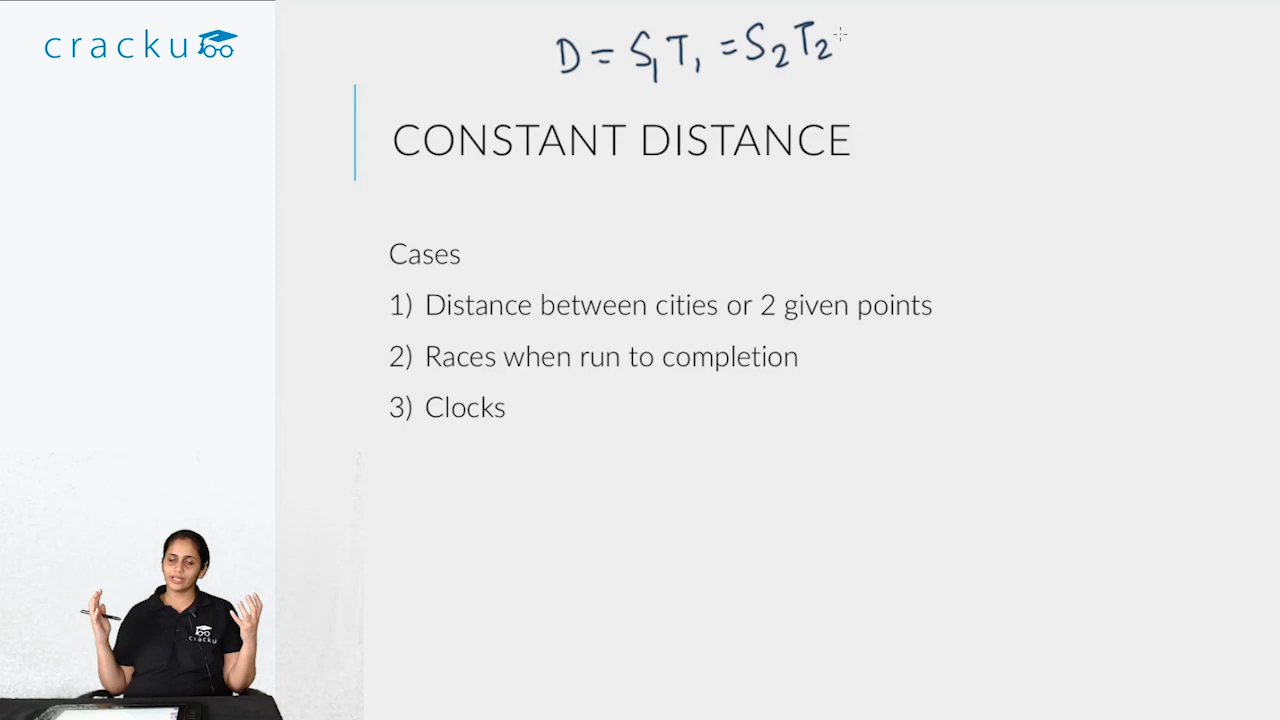 cracku
D = S₁T₁ = S₂T₂
CONSTANT DISTANCE
Cases
1) Distance between cities or 2 given points
2) Races when run to completion
3) Clocks
cracku